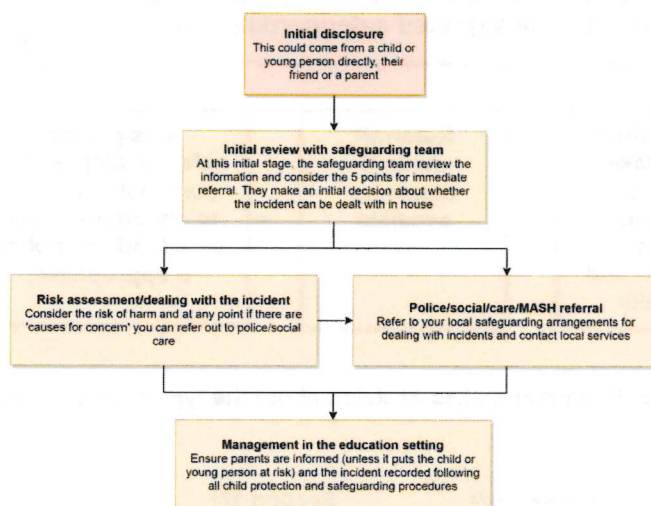 Initial disclosure
This could come from a child or
young person directly, their
friend or a parent
Initial review with safeguarding team
At this initial stage, the safeguarding team review the
information and consider the 5 points for immediate
referral. They make an initial decision about whether
the incident can be dealt with in house
Risk assessment/dealing with the incident
Consider the risk of harm and at any point if there are
'causes for concern' you can refer out to police/social
care
Police/social/care/MASH referral
Refer to your local safeguarding arrangements for
dealing with incidents and contact local services
Management in the education setting
Ensure parents are informed (unless it puts the child or
young person at risk) and the incident recorded following
all child protection and safeguarding procedures